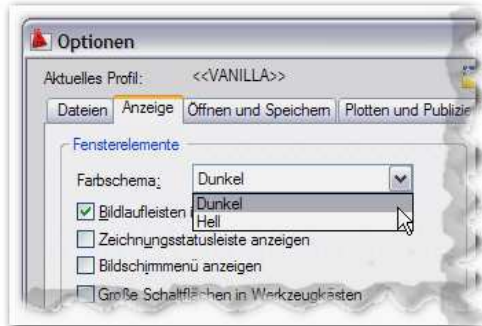 Optionen
Aktuelles Profil: <<VANILLA>>
Dateien Anzeige Öffnen und Speichern Plotten und
Fensterelemente
Farbschema: Dunkel
Dunkel
Bildlaufleisten
Hell
Zeichnungsstatusleiste anzeigen
Bildschirmmenü anzeigen
Große Schaltflächen in Werkzeugkästen